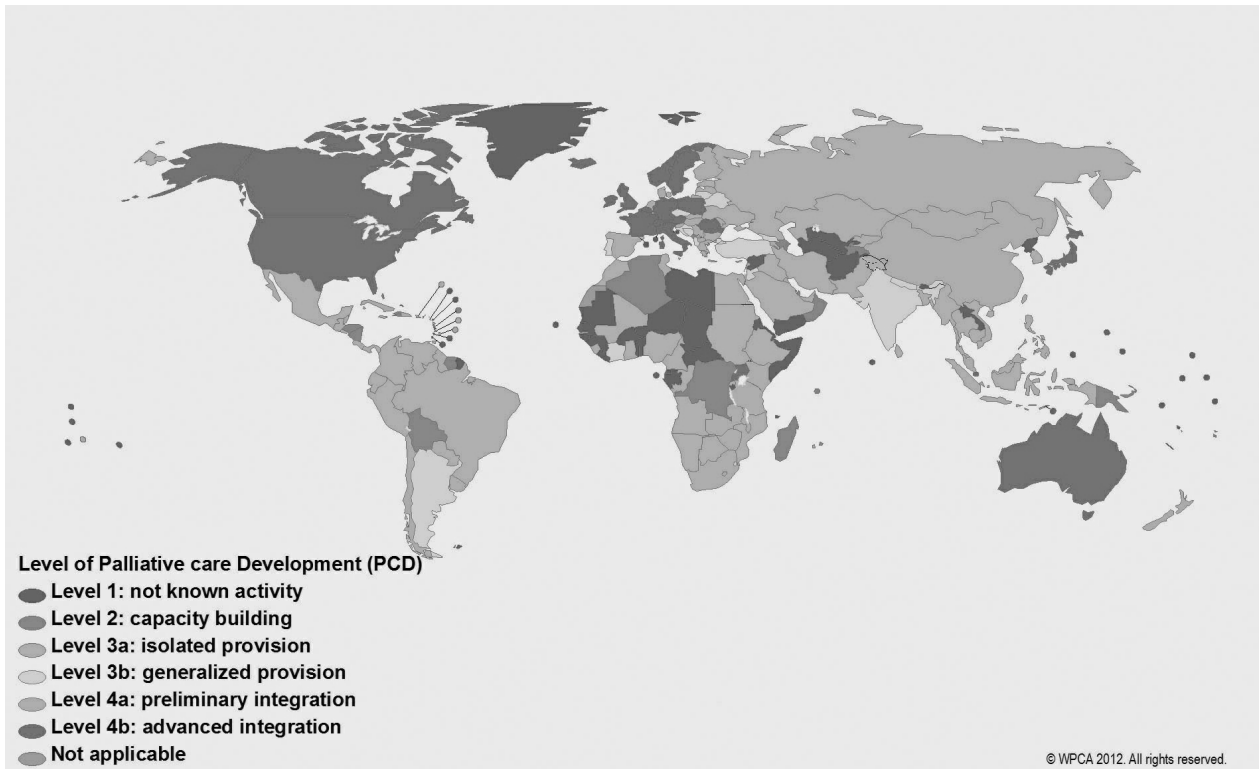 Level of Palliative care Development (PCD)
Level 1: not known activity
Level 2: capacity building
Level 3a: isolated provision
Level 3b: generalized provision
Level 4a: preliminary integration
Level 4b: advanced integration
Not applicable
© WPCA 2012. All rights reserved.